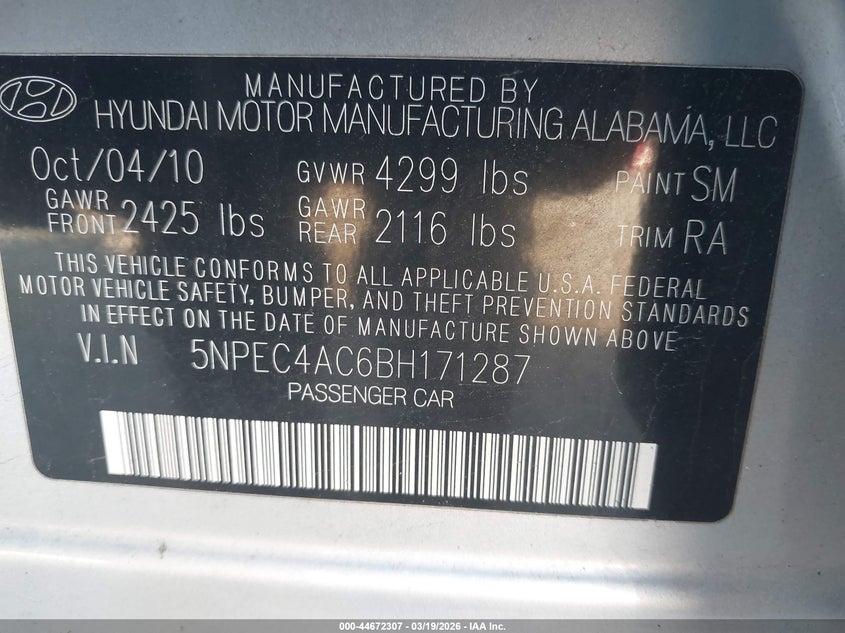 MANUFACTURED BY
HYUNDAI MOTOR MANUFACTURING ALABAMA, LLC
Oct/04/10 GVWR 4299 lbs PAINT SM
GAWR FRONT 2425 lbs GAWR REAR 2116 lbs TRIM RA
THIS VEHICLE CONFORMS TO ALL APPLICABLE U.S.A. FEDERAL
MOTOR VEHICLE SAFETY, BUMPER, AND THEFT PREVENTION STANDARDS
IN EFFECT ON THE DATE OF MANUFACTURE SHOWN ABOVE
V.I.N 5NPEC4AC6BH171287
PASSENGER CAR
000-44672307 - 03/19/2026 - IAA Inc.